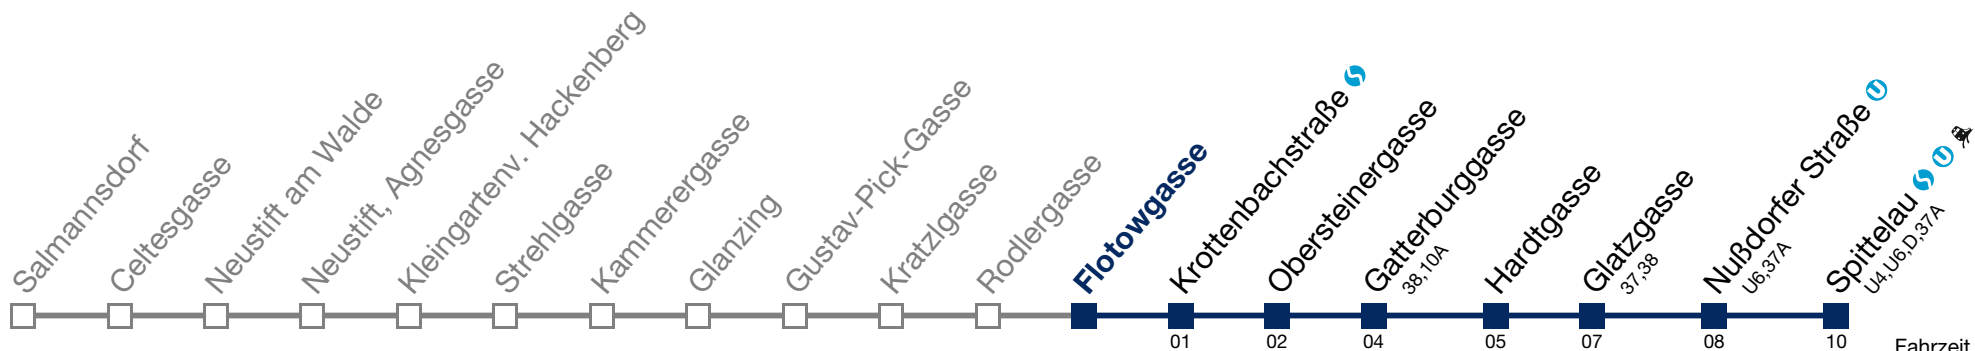 Salmannsdorf
Celtesgasse
Neustift am Walde
Neustift, Agnesgasse
Kleingartenv. Hackenberg
Strehlgasse
Kammerergasse
Glanzing
Gustav-Pick-Gasse
Kratzlgasse
Rodlergasse
Flotowgasse
Krottenbachstraße
Obersteinergasse
Gatterburggasse
38,10A
Hardtgasse
Glatzgasse
37,38
Nußdorfer Straße
U6,37A
Spittelau
U4,U6,D,37A
01 02 04 05 07 08 10
Fahrzeit